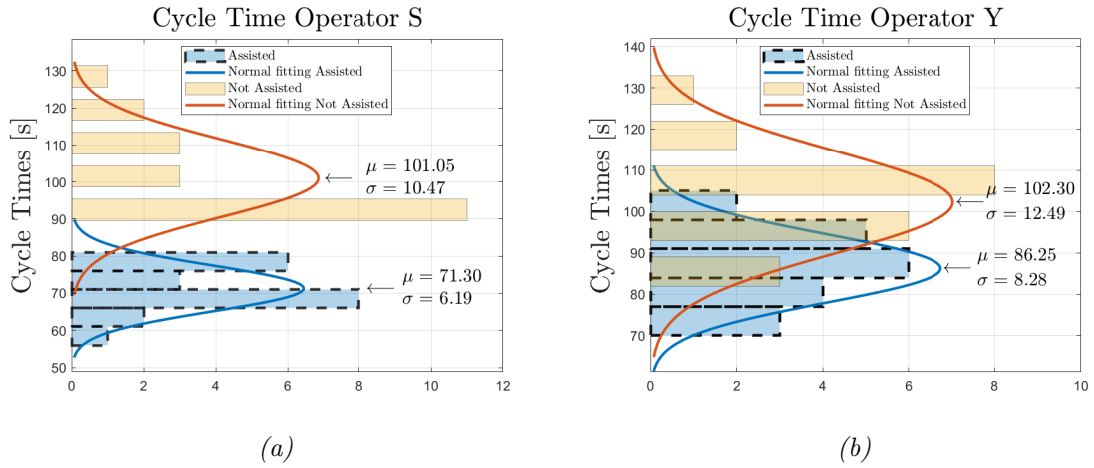 Cycle Time Operator S
Assisted
Normal fitting Assisted
Not Assisted
Normal fitting Not Assisted
Cycle Times [s]
130
120
110
100
90
80
70
60
50
0 2 4 6 8 10 12
μ = 101.05
σ = 10.47
μ = 71.30
σ = 6.19
(a)
Cycle Time Operator Y
Assisted
Normal fitting Assisted
Not Assisted
Normal fitting Not Assisted
Cycle Times [s]
140
130
120
110
100
90
80
70
0 2 4 6 8 10
μ = 102.30
σ = 12.49
μ = 86.25
σ = 8.28
(b)